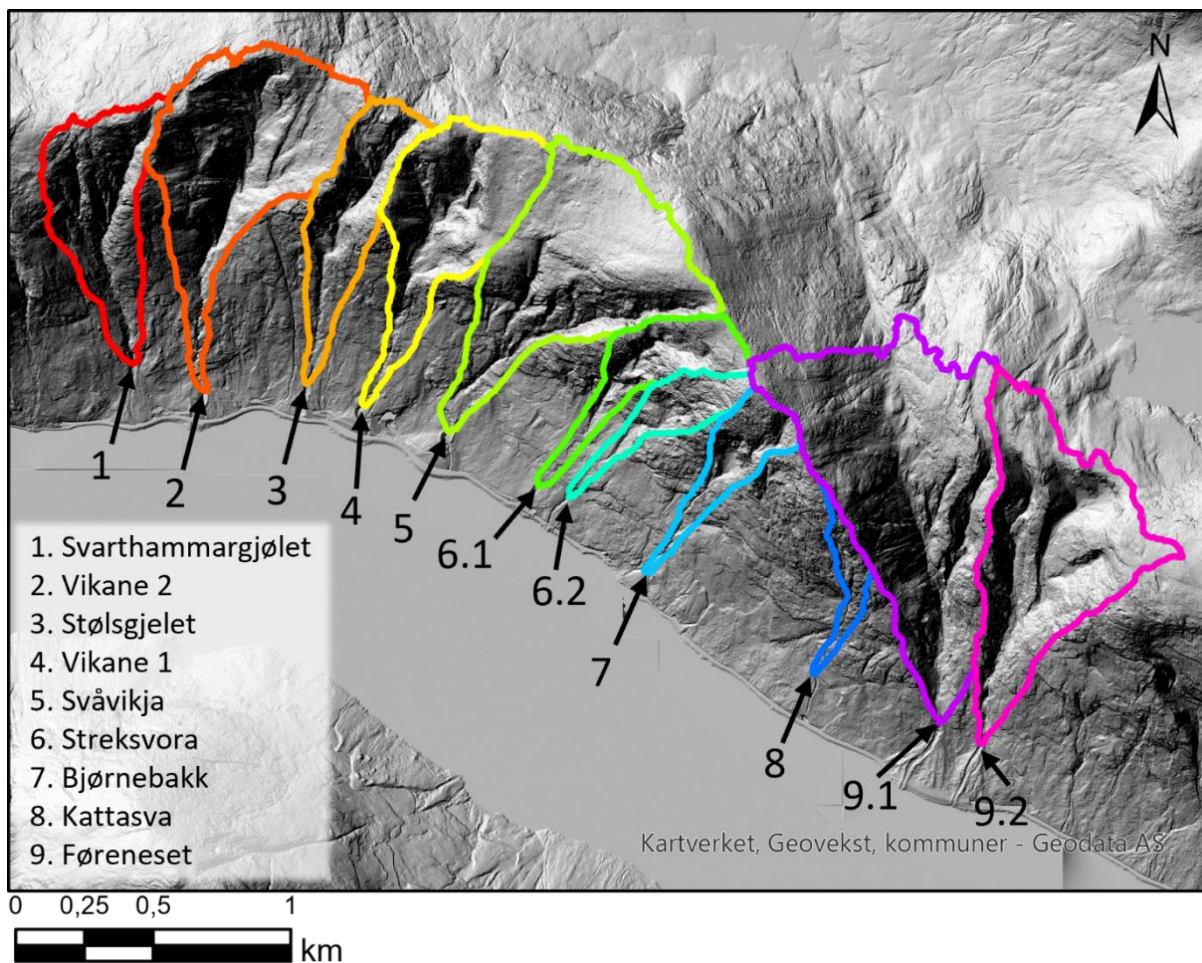 N
1
2
3
4
5
6.1
6.2
7
8
9.1
9.2
1. Svarthammargjølet
2. Vikane 2
3. Stølsgjelet
4. Vikane 1
5. Svåvikja
6. Streksvora
7. Bjørnebakk
8. Kattasva
9. Føreneset
Kartverket, Geovekst, kommuner - Geodata AS
0 0,25 0,5 1
km